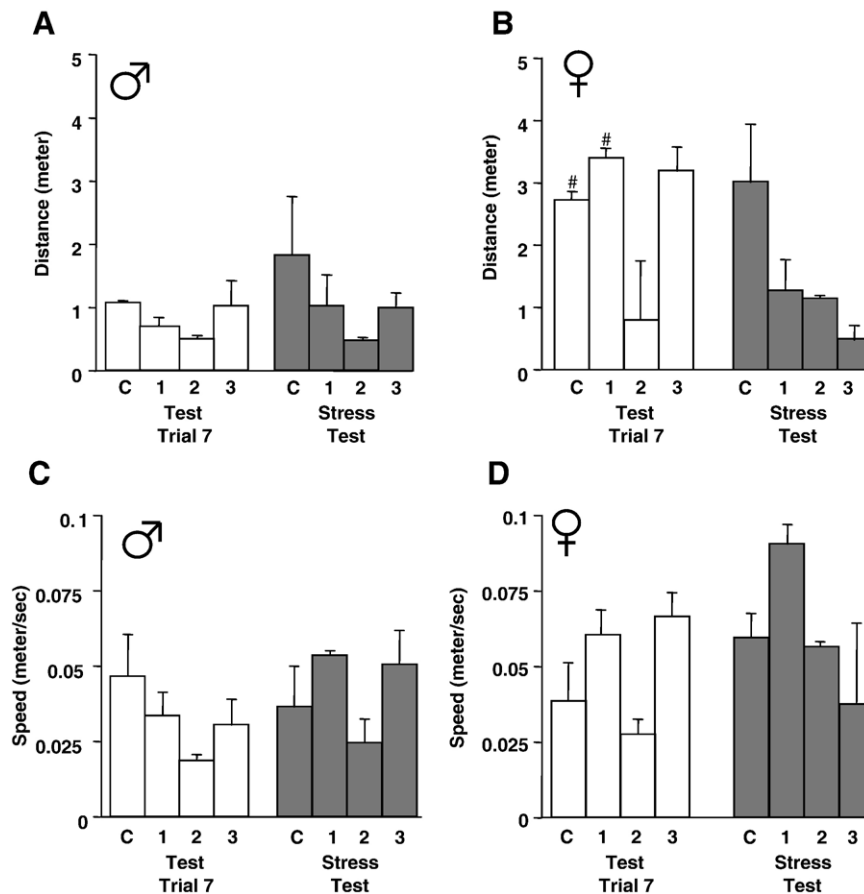 A
5
4
3
2
1
0
Distance (meter)
C 1 2 3 C 1 2 3
Test Stress
Trial 7 Test
B
5
4
3
2
1
0
Distance (meter)
# #
C 1 2 3 C 1 2 3
Test Stress
Trial 7 Test
C
0.1
0.075
0.05
0.025
0
Speed (meter/sec)
C 1 2 3 C 1 2 3
Test Stress
Trial 7 Test
D
0.1
0.075
0.05
0.025
0
Speed (meter/sec)
C 1 2 3 C 1 2 3
Test Stress
Trial 7 Test